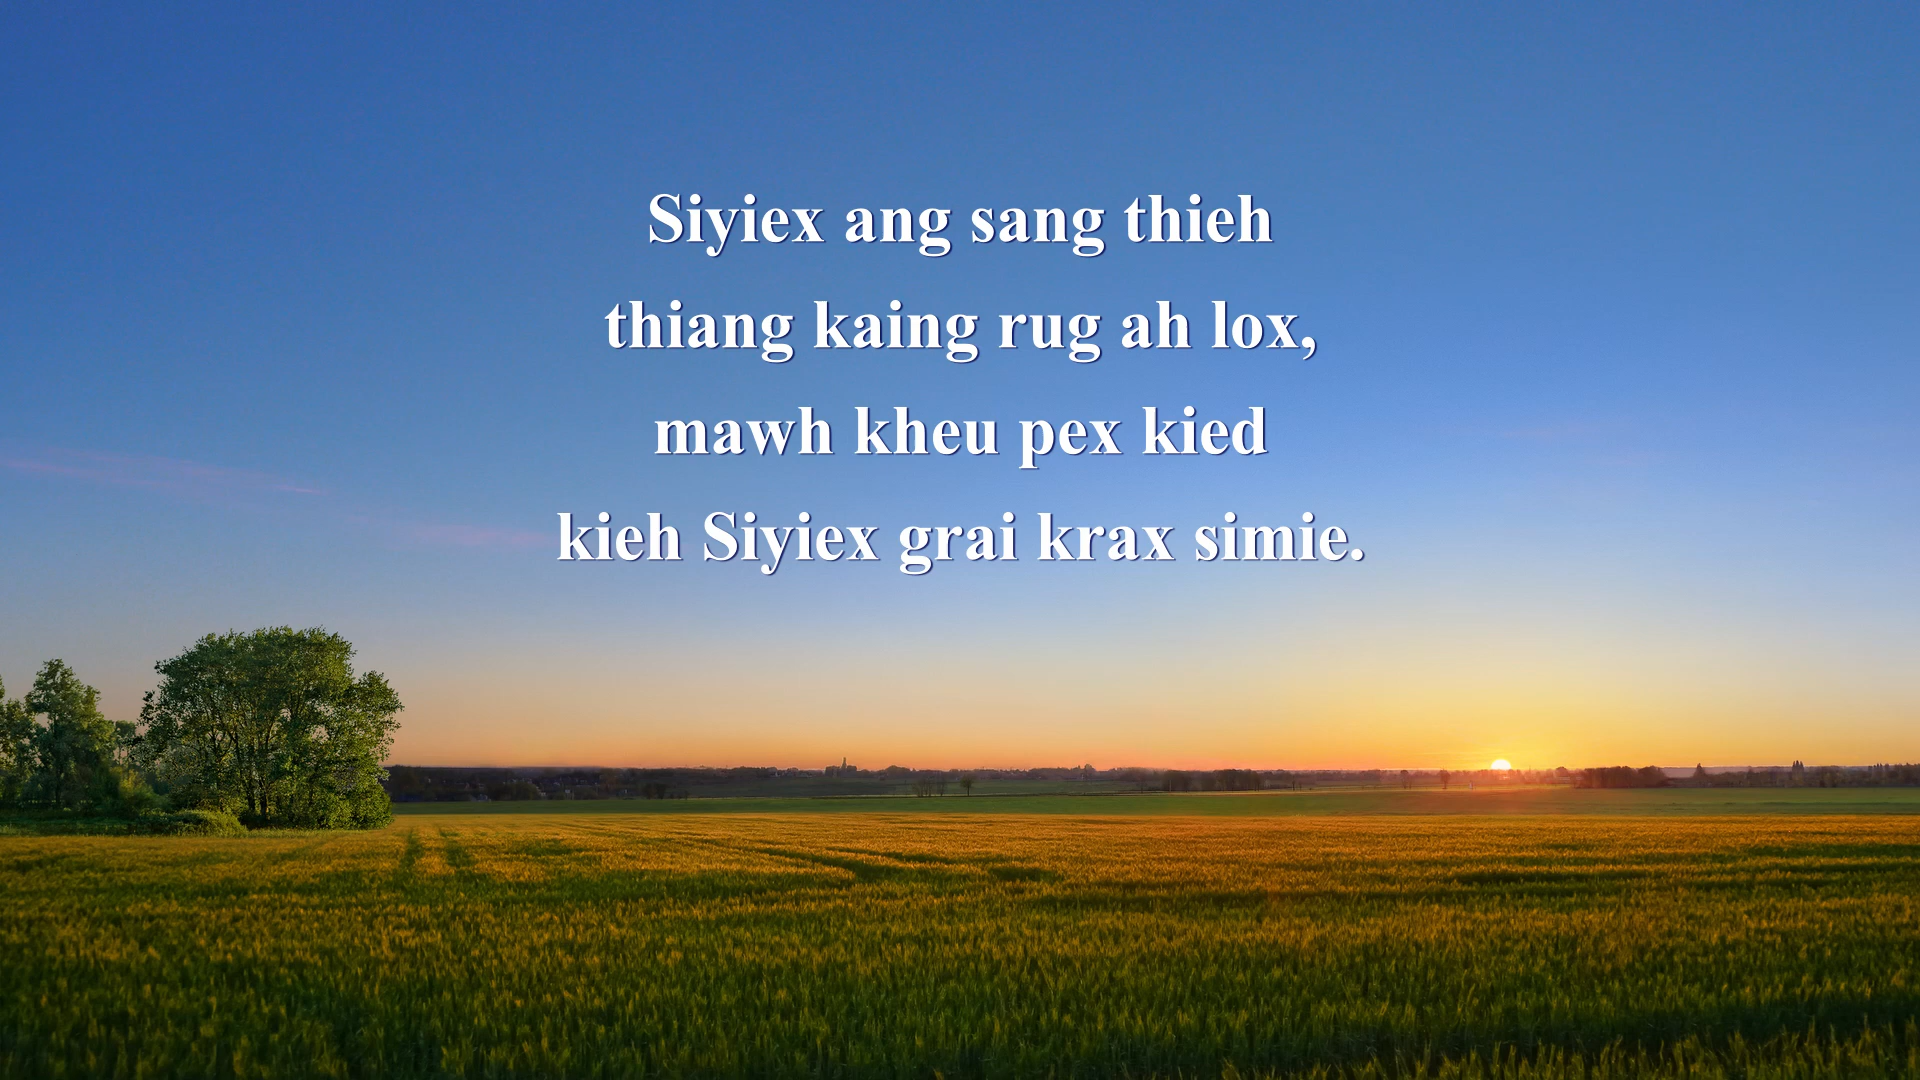 Siyiex ang sang thieh
thiang kaing rug ah lox,
mawh kheu pex kied
kieh Siyiex grai krax simie.